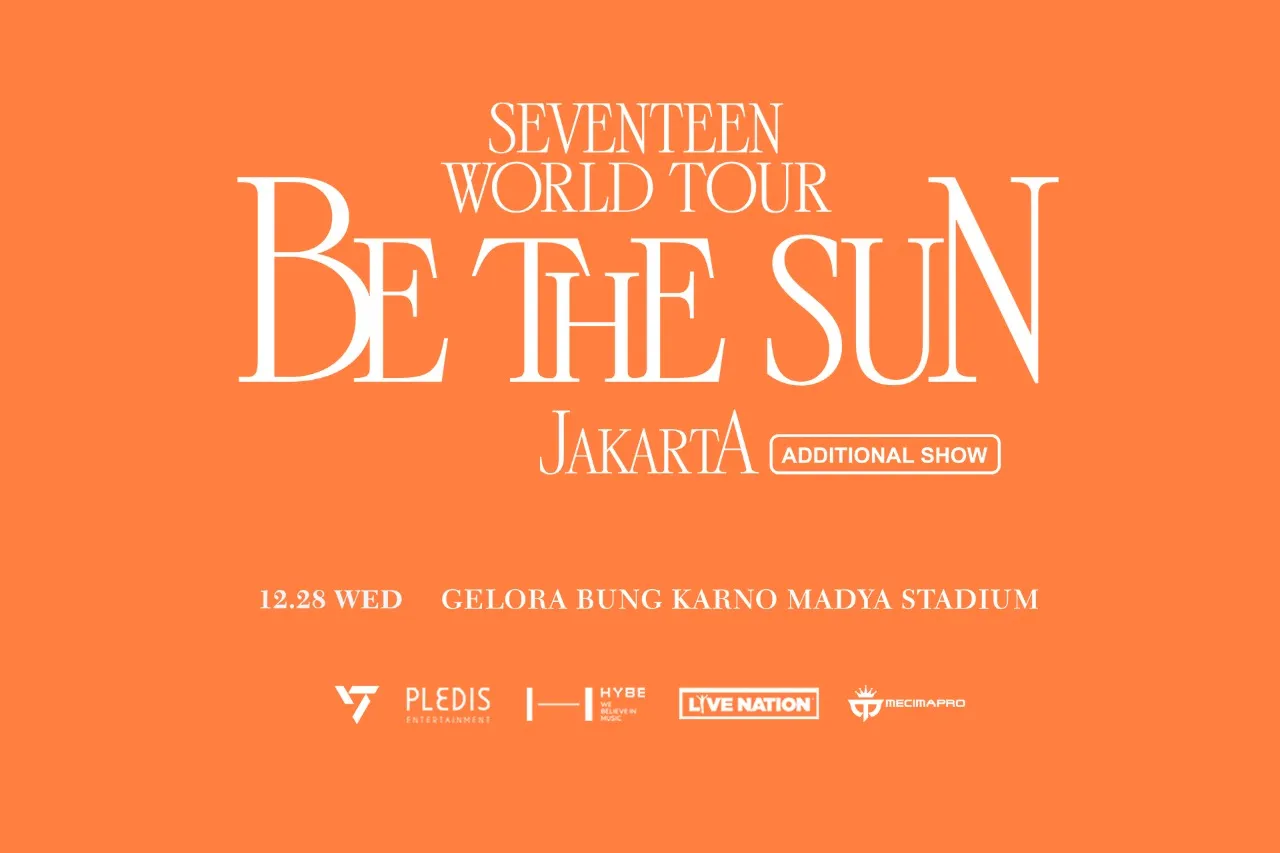 SEVENTEEN
WORLD TOUR
BE THE SUN
JAKARTA ADDITIONAL SHOW
12.28 WED GELORA BUNG KARNO MADYA STADIUM
PLEDIS
ENTERTAINMENT
HYBE
WE
BELIEVE IN
MUSIC
LIVE NATION
MECIMAPRO